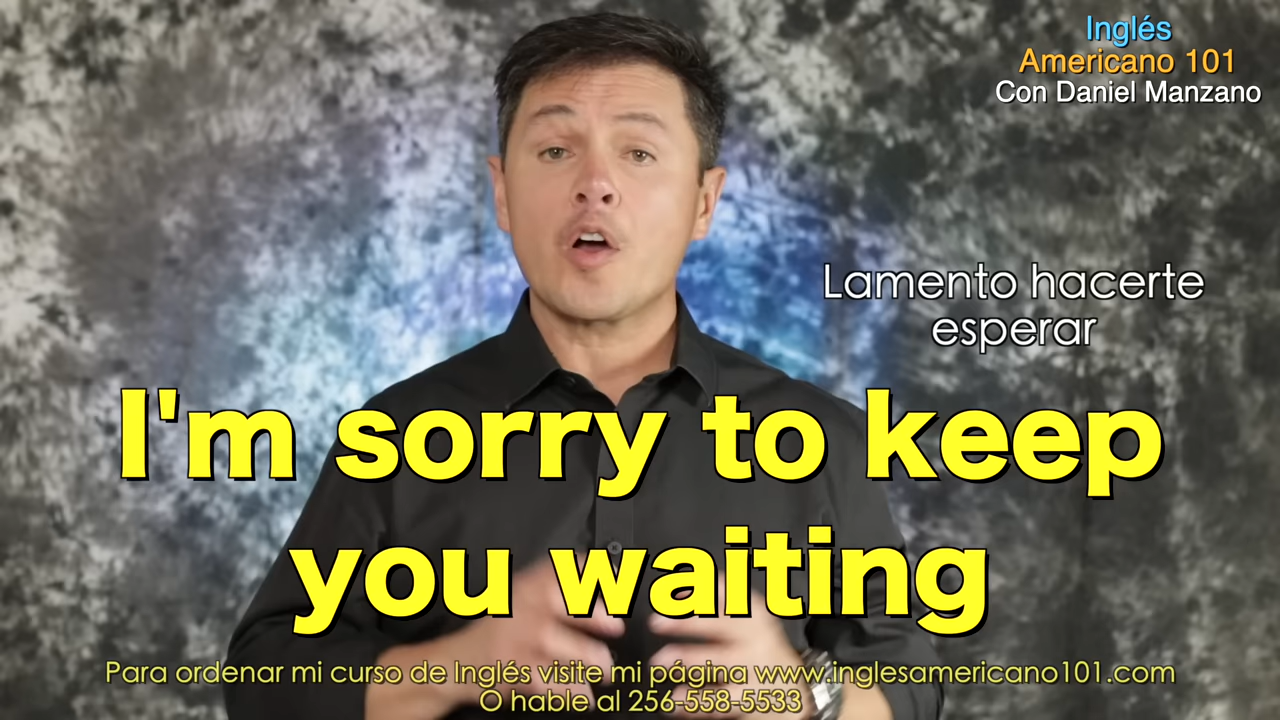 Inglés
Americano 101
Con Daniel Manzano
Lamento hacerte
esperar
I'm sorry to keep
you waiting
Para ordenar mi curso de Inglés visite mi página www.inglesamericano101.com
O hable al 256-558-5533